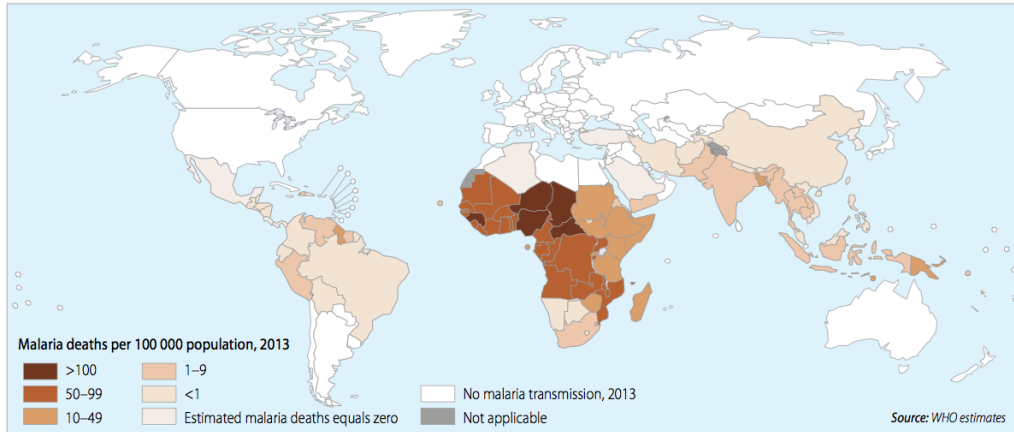 Malaria deaths per 100 000 population, 2013
>100
50–99
10–49
1–9
<1
Estimated malaria deaths equals zero
No malaria transmission, 2013
Not applicable
Source: WHO estimates